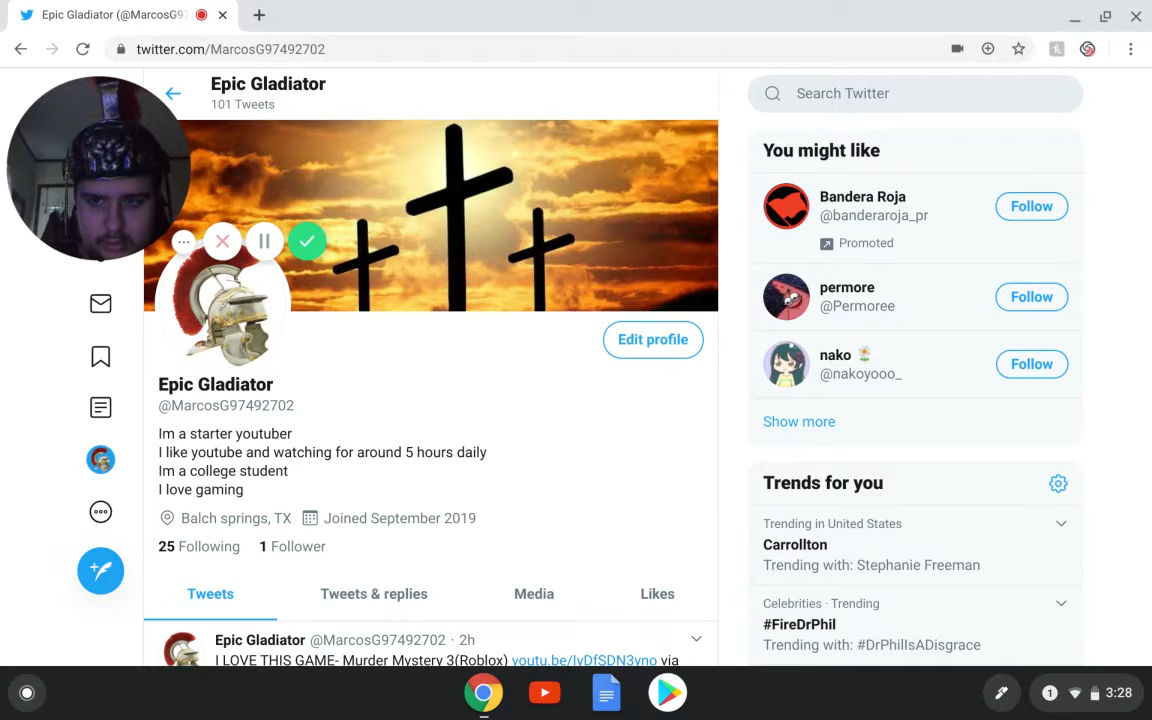 Epic Gladiator (@MarcosG97
twitter.com/MarcosG97492702
Epic Gladiator
101 Tweets
Search Twitter
You might like
Bandera Roja
@banderaroja_pr
Follow
Promoted
permore
@Permoree
Follow
nako
@nakoyooo_
Follow
Show more
Edit profile
Epic Gladiator
@MarcosG97492702
Im a starter youtuber
I like youtube and watching for around 5 hours daily
Im a college student
I love gaming
Balch springs, TX Joined September 2019
25 Following 1 Follower
Tweets Tweets & replies Media Likes
Epic Gladiator @MarcosG97492702 · 2h
I LOVE THIS GAME- Murder Mystery 3(Roblox) youtu.be/lyDfSDN3yno via
Trends for you
Trending in United States
Carrollton
Trending with: Stephanie Freeman
Celebrities · Trending
#FireDrPhil
Trending with: #DrPhilIsADisgrace
1 3:28